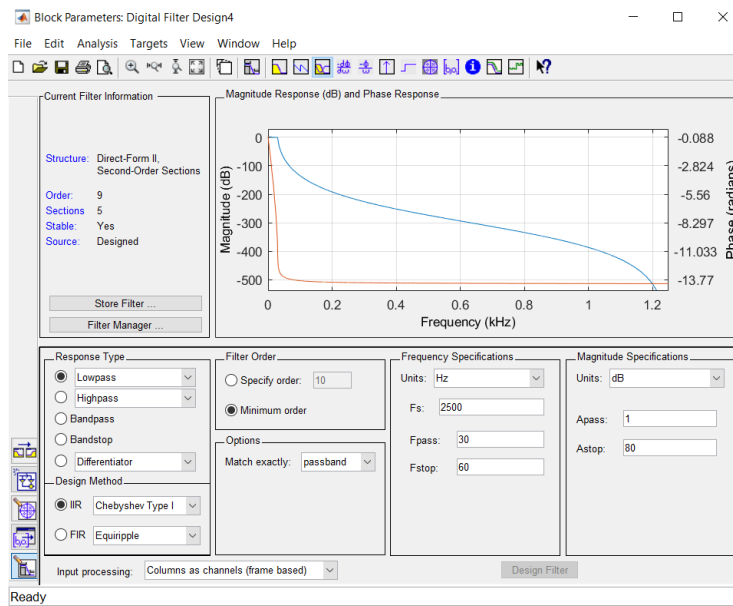 Block Parameters: Digital Filter Design4
File Edit Analysis Targets View Window Help
Current Filter Information
Structure: Direct-Form II,
Second-Order Sections
Order: 9
Sections 5
Stable: Yes
Source: Designed
Store Filter ...
Filter Manager ...
Magnitude Response (dB) and Phase Response
Magnitude (dB)
0
-100
-200
-300
-400
-500
0 0.2 0.4 0.6 0.8 1 1.2
Frequency (kHz)
-0.088
-2.824
-5.56
-8.297
-11.033
-13.77
Phase (radians)
Response Type
Lowpass
Highpass
Bandpass
Bandstop
Differentiator
Design Method
IIR Chebyshev Type I
FIR Equiripple
Filter Order
Specify order: 10
Minimum order
Options
Match exactly: passband
Frequency Specifications
Units: Hz
Fs: 2500
Fpass: 30
Fstop: 60
Magnitude Specifications
Units: dB
Apass: 1
Astop: 80
Input processing: Columns as channels (frame based)
Design Filter
Ready